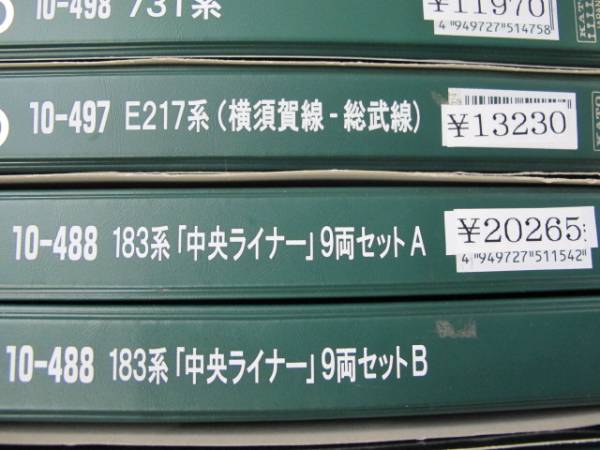 10-498 731系
¥11970
4 949727 514758
KATO
10-497 E217系 (横須賀線-総武線)
¥13230
KATO
10-488 183系「中央ライナー」9両セットA
¥20265
4 949727 511542
10-488 183系「中央ライナー」9両セットB